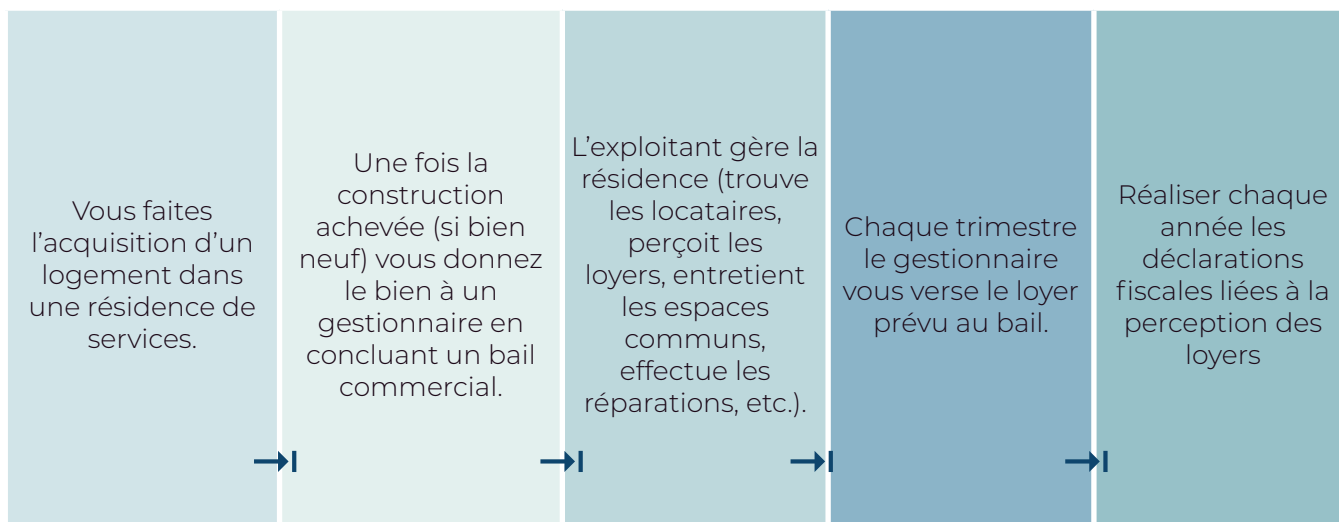 Vous faites
l’acquisition d’un
logement dans
une résidence de
services.
Une fois la
construction
achevée (si bien
neuf) vous donnez
le bien à un
gestionnaire en
concluant un bail
commercial.
L’exploitant gère la
résidence (trouve
les locataires,
perçoit les
loyers, entretient
les espaces
communs,
effectue les
réparations, etc.).
Chaque trimestre
le gestionnaire
vous verse le loyer
prévu au bail.
Réaliser chaque
année les
déclarations
fiscales liées à la
perception des
loyers